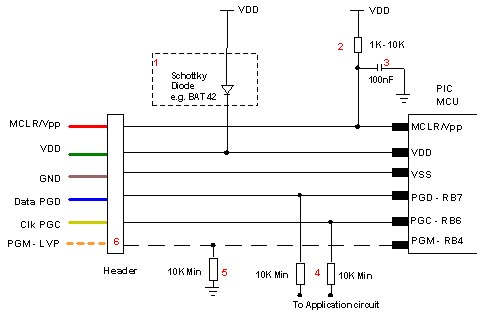 VDD
VDD
1
Schottky
Diode
e.g. BAT42
2
1K-10K
3
100nF
PIC
MCU
MCLR/Vpp
MCLR/Vpp
VDD
VDD
GND
VSS
Data PGD
PGD - RB7
Clk PGC
PGC - RB6
PGM - LVP
6
PGM - RB4
Header
10K Min
5
10K Min
4
10K Min
To Application circuit